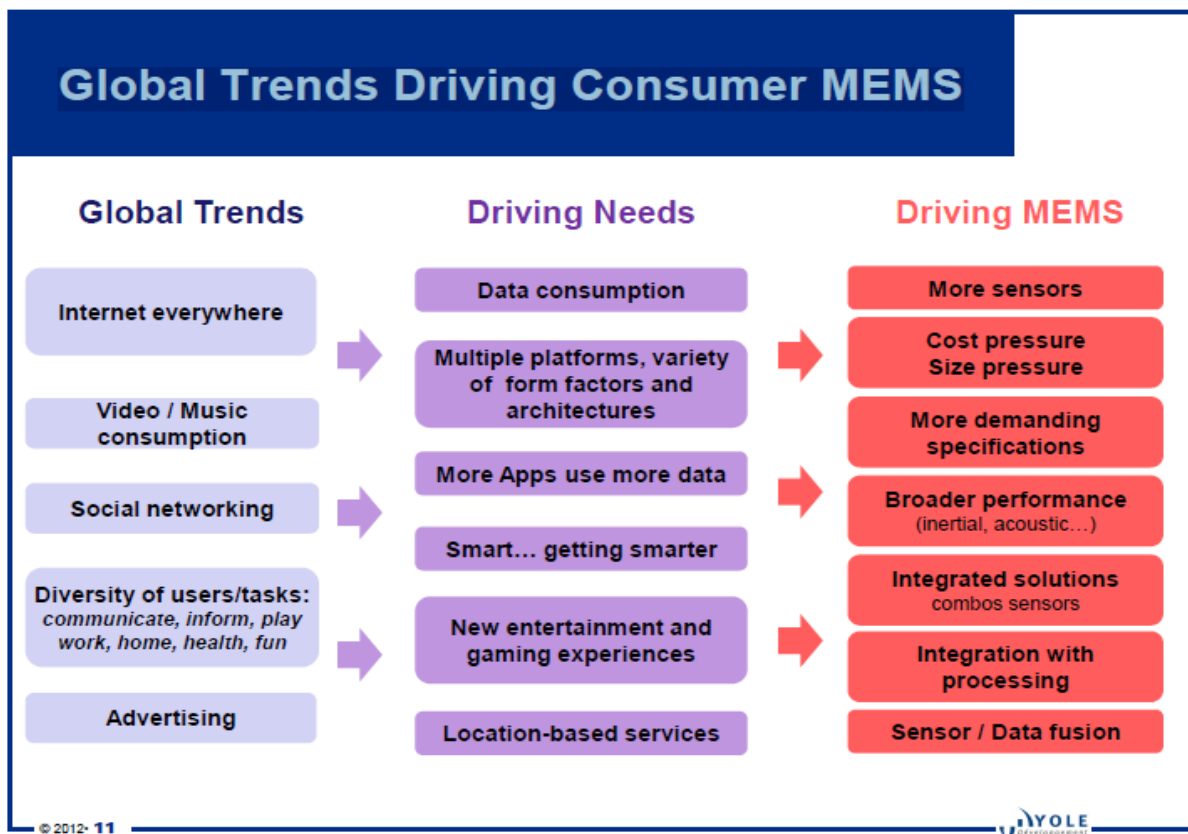 Global Trends Driving Consumer MEMS
Global Trends
Internet everywhere
Video / Music
consumption
Social networking
Diversity of users/tasks:
communicate, inform, play
work, home, health, fun
Advertising
Driving Needs
Data consumption
Multiple platforms, variety
of form factors and
architectures
More Apps use more data
Smart... getting smarter
New entertainment and
gaming experiences
Location-based services
Driving MEMS
More sensors
Cost pressure
Size pressure
More demanding
specifications
Broader performance
(inertial, acoustic...)
Integrated solutions
combos sensors
Integration with
processing
Sensor / Data fusion
© 2012• 11
YOLE
Développement